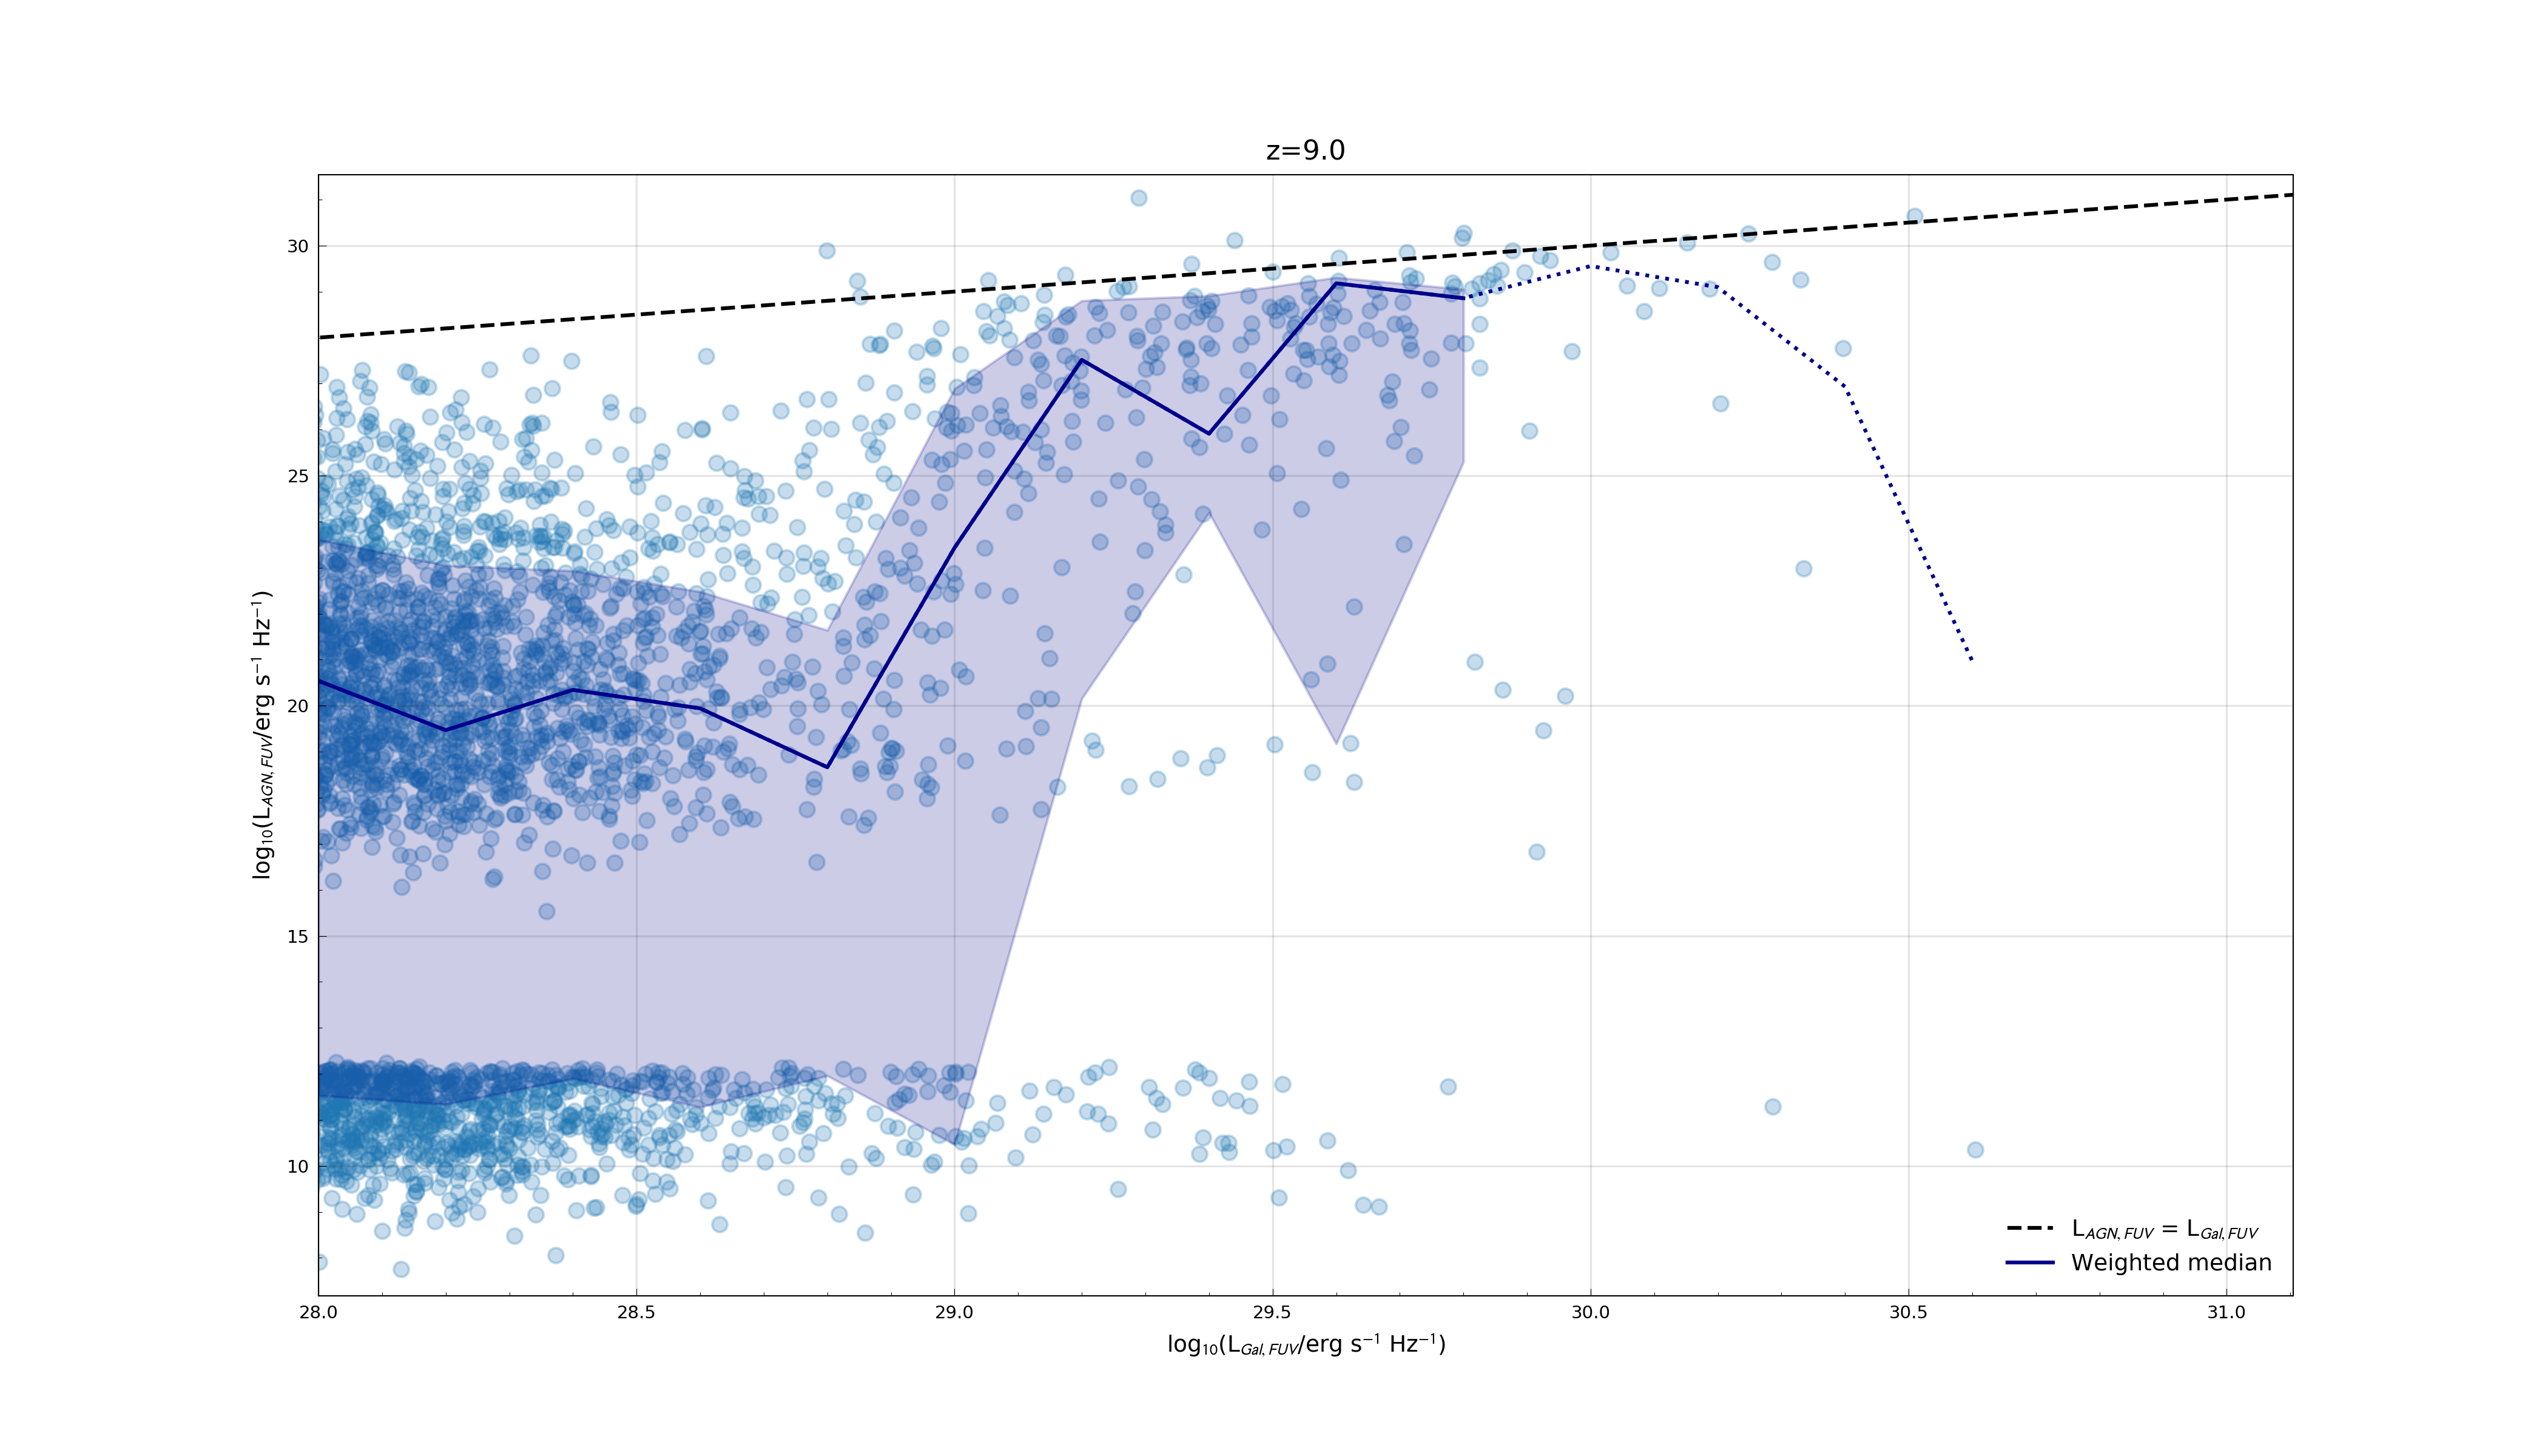 z=9.0
30
25
20
15
10
log₁₀(L_AGN,FUV/erg s⁻¹ Hz⁻¹)
28.0 28.5 29.0 29.5 30.0 30.5 31.0
log₁₀(L_Gal,FUV/erg s⁻¹ Hz⁻¹)
L_AGN,FUV = L_Gal,FUV
Weighted median